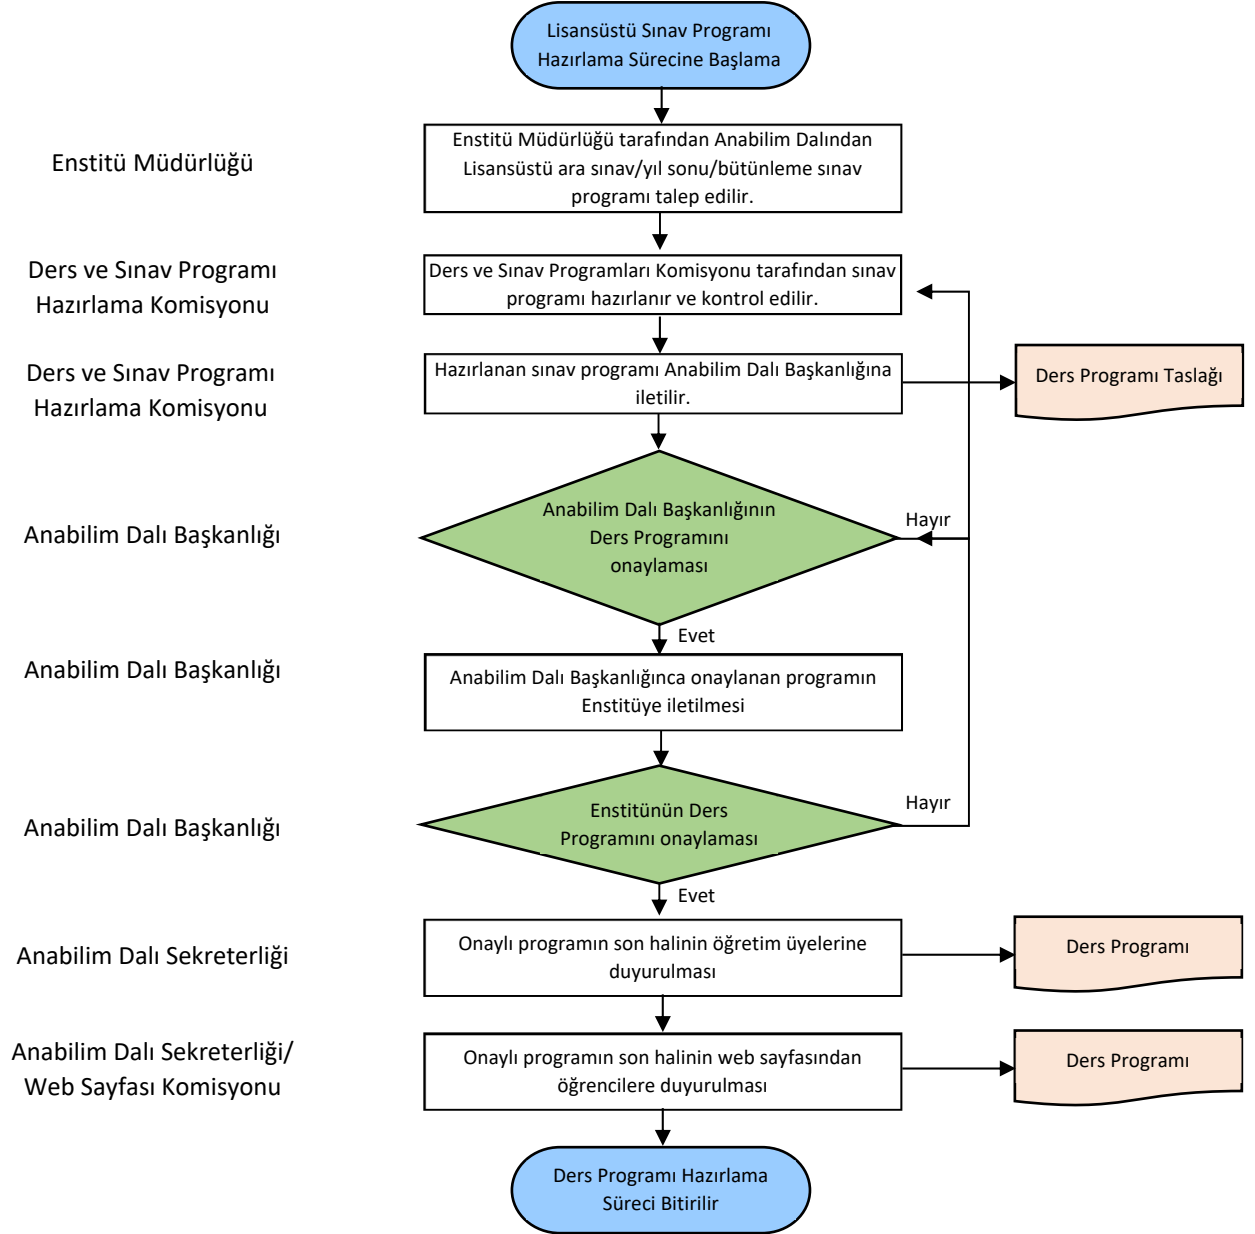 Lisansüstü Sınav Programı
Hazırlama Sürecine Başlama
Enstitü Müdürlüğü
Enstitü Müdürlüğü tarafından Anabilim Dalından
Lisansüstü ara sınav/yıl sonu/bütünleme sınav
programı talep edilir.
Ders ve Sınav Programı
Hazırlama Komisyonu
Ders ve Sınav Programları Komisyonu tarafından sınav
programı hazırlanır ve kontrol edilir.
Ders ve Sınav Programı
Hazırlama Komisyonu
Hazırlanan sınav programı Anabilim Dalı Başkanlığına
iletilir.
Ders Programı Taslağı
Anabilim Dalı Başkanlığı
Anabilim Dalı Başkanlığının
Ders Programını
onaylaması
Hayır
Evet
Anabilim Dalı Başkanlığı
Anabilim Dalı Başkanlığınca onaylanan programın
Enstitüye iletilmesi
Anabilim Dalı Başkanlığı
Enstitünün Ders
Programını onaylaması
Hayır
Evet
Anabilim Dalı Sekreterliği
Onaylı programın son halinin öğretim üyelerine
duyurulması
Ders Programı
Anabilim Dalı Sekreterliği/
Web Sayfası Komisyonu
Onaylı programın son halinin web sayfasından
öğrencilere duyurulması
Ders Programı
Ders Programı Hazırlama
Süreci Bitirilir